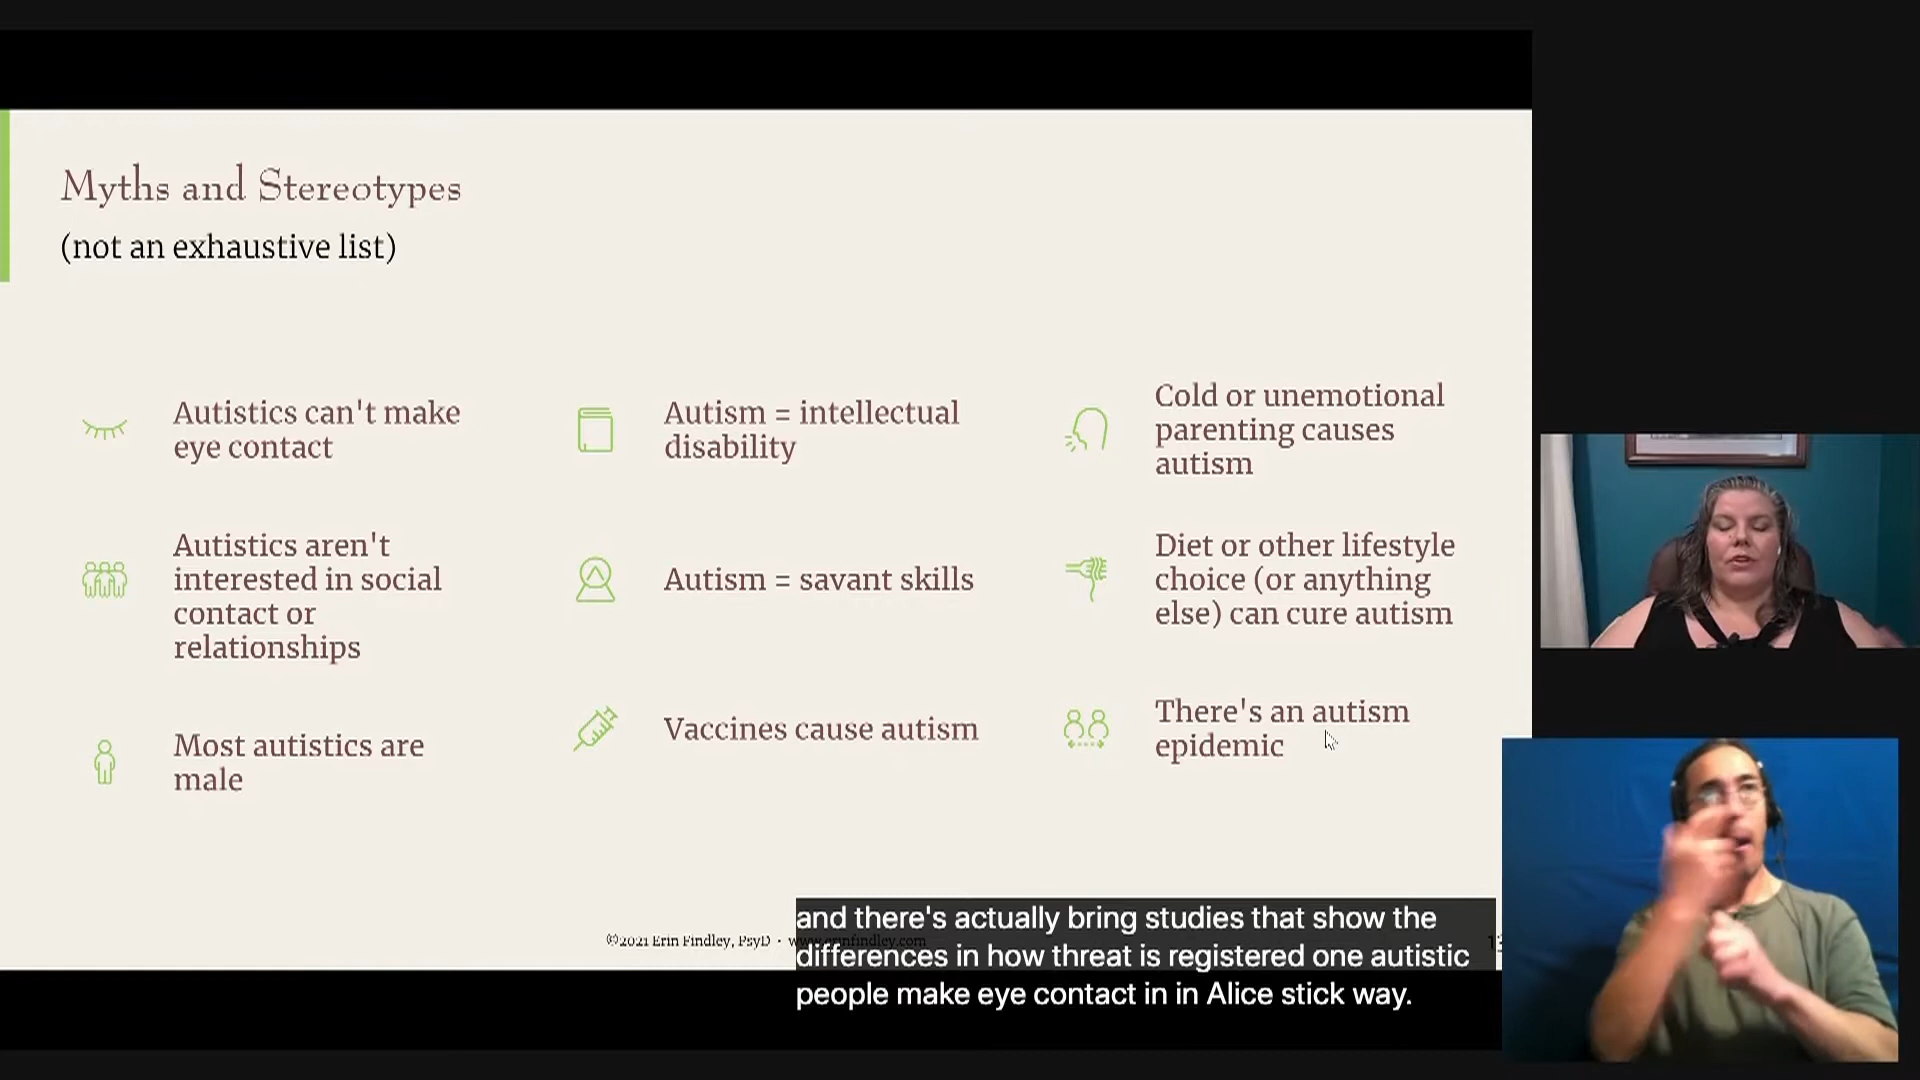 Myths and Stereotypes
(not an exhaustive list)
Autistics can't make
eye contact
Autistics aren't
interested in social
contact or
relationships
Most autistics are
male
Autism = intellectual
disability
Autism = savant skills
Vaccines cause autism
Cold or unemotional
parenting causes
autism
Diet or other lifestyle
choice (or anything
else) can cure autism
There's an autism
epidemic
©2021 Erin Findley, PsyD · www.erinfindley.com
and there's actually bring studies that show the
differences in how threat is registered one autistic
people make eye contact in in Alice stick way.